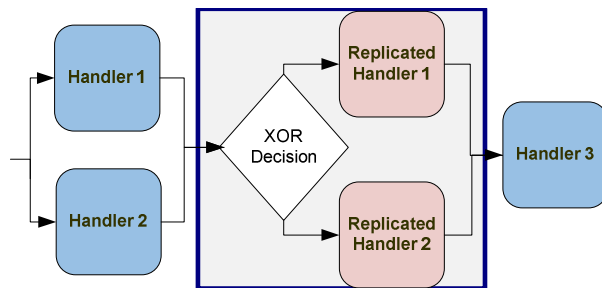 Handler 1
Handler 2
XOR
Decision
Replicated
Handler 1
Replicated
Handler 2
Handler 3